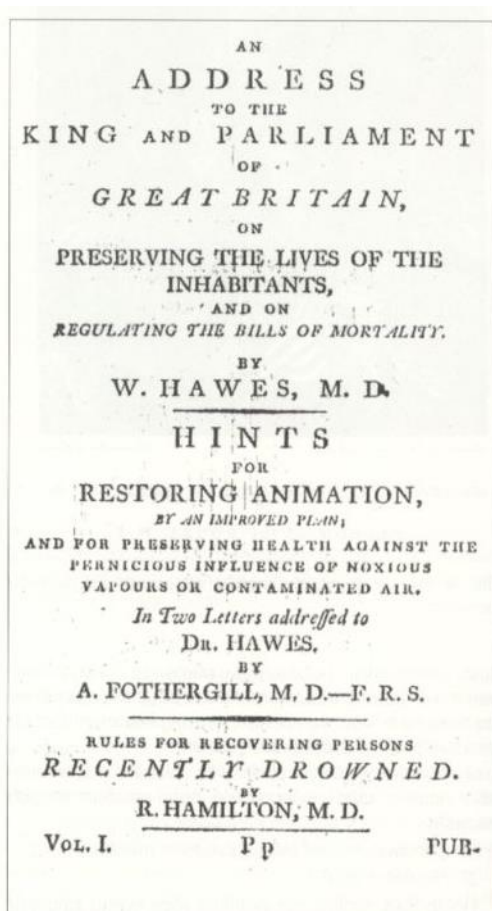 AN
ADDRESS
TO THE
KING AND PARLIAMENT
OF
GREAT BRITAIN,
ON
PRESERVING THE LIVES OF THE
INHABITANTS,
AND ON
REGULATING THE BILLS OF MORTALITY.
BY
W. HAWES, M. D.
HINTS
FOR
RESTORING ANIMATION,
BY AN IMPROVED PLAN;
AND FOR PRESERVING HEALTH AGAINST THE
PERNICIOUS INFLUENCE OF NOXIOUS
VAPOURS OR CONTAMINATED AIR.
In Two Letters addreſſed to
DR. HAWES.
BY
A. FOTHERGILL, M. D.—F. R. S.
RULES FOR RECOVERING PERSONS
RECENTLY DROWNED.
BY
R. HAMILTON, M. D.
VOL. I. P p PUR-